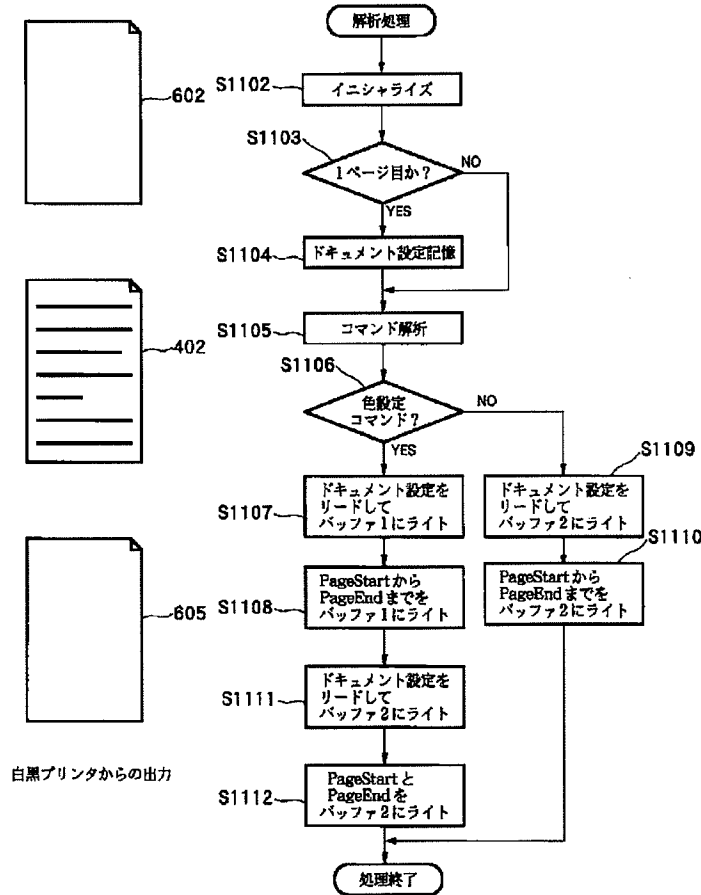 解析処理
S1102
イニシャライズ
602
S1103
1ページ目か?
NO
YES
S1104
ドキュメント設定記憶
S1105
コマンド解析
402
S1106
色設定
コマンド?
NO
YES
S1107
ドキュメント設定を
リードして
バッファ1にライト
S1109
ドキュメント設定を
リードして
バッファ2にライト
S1108
PageStartから
PageEndまでを
バッファ1にライト
S1110
PageStartから
PageEndまでを
バッファ2にライト
605
S1111
ドキュメント設定を
リードして
バッファ2にライト
白黒プリンタからの出力
S1112
PageStartと
PageEndを
バッファ2にライト
処理終了